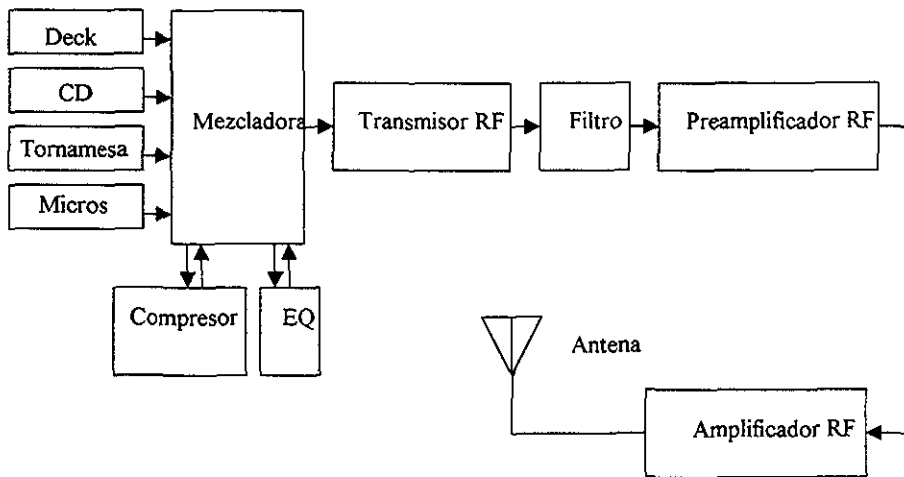 Deck
CD
Tornamesa
Micros
Mezcladora
Transmisor RF
Filtro
Preamplificador RF
Compresor
EQ
Antena
Amplificador RF